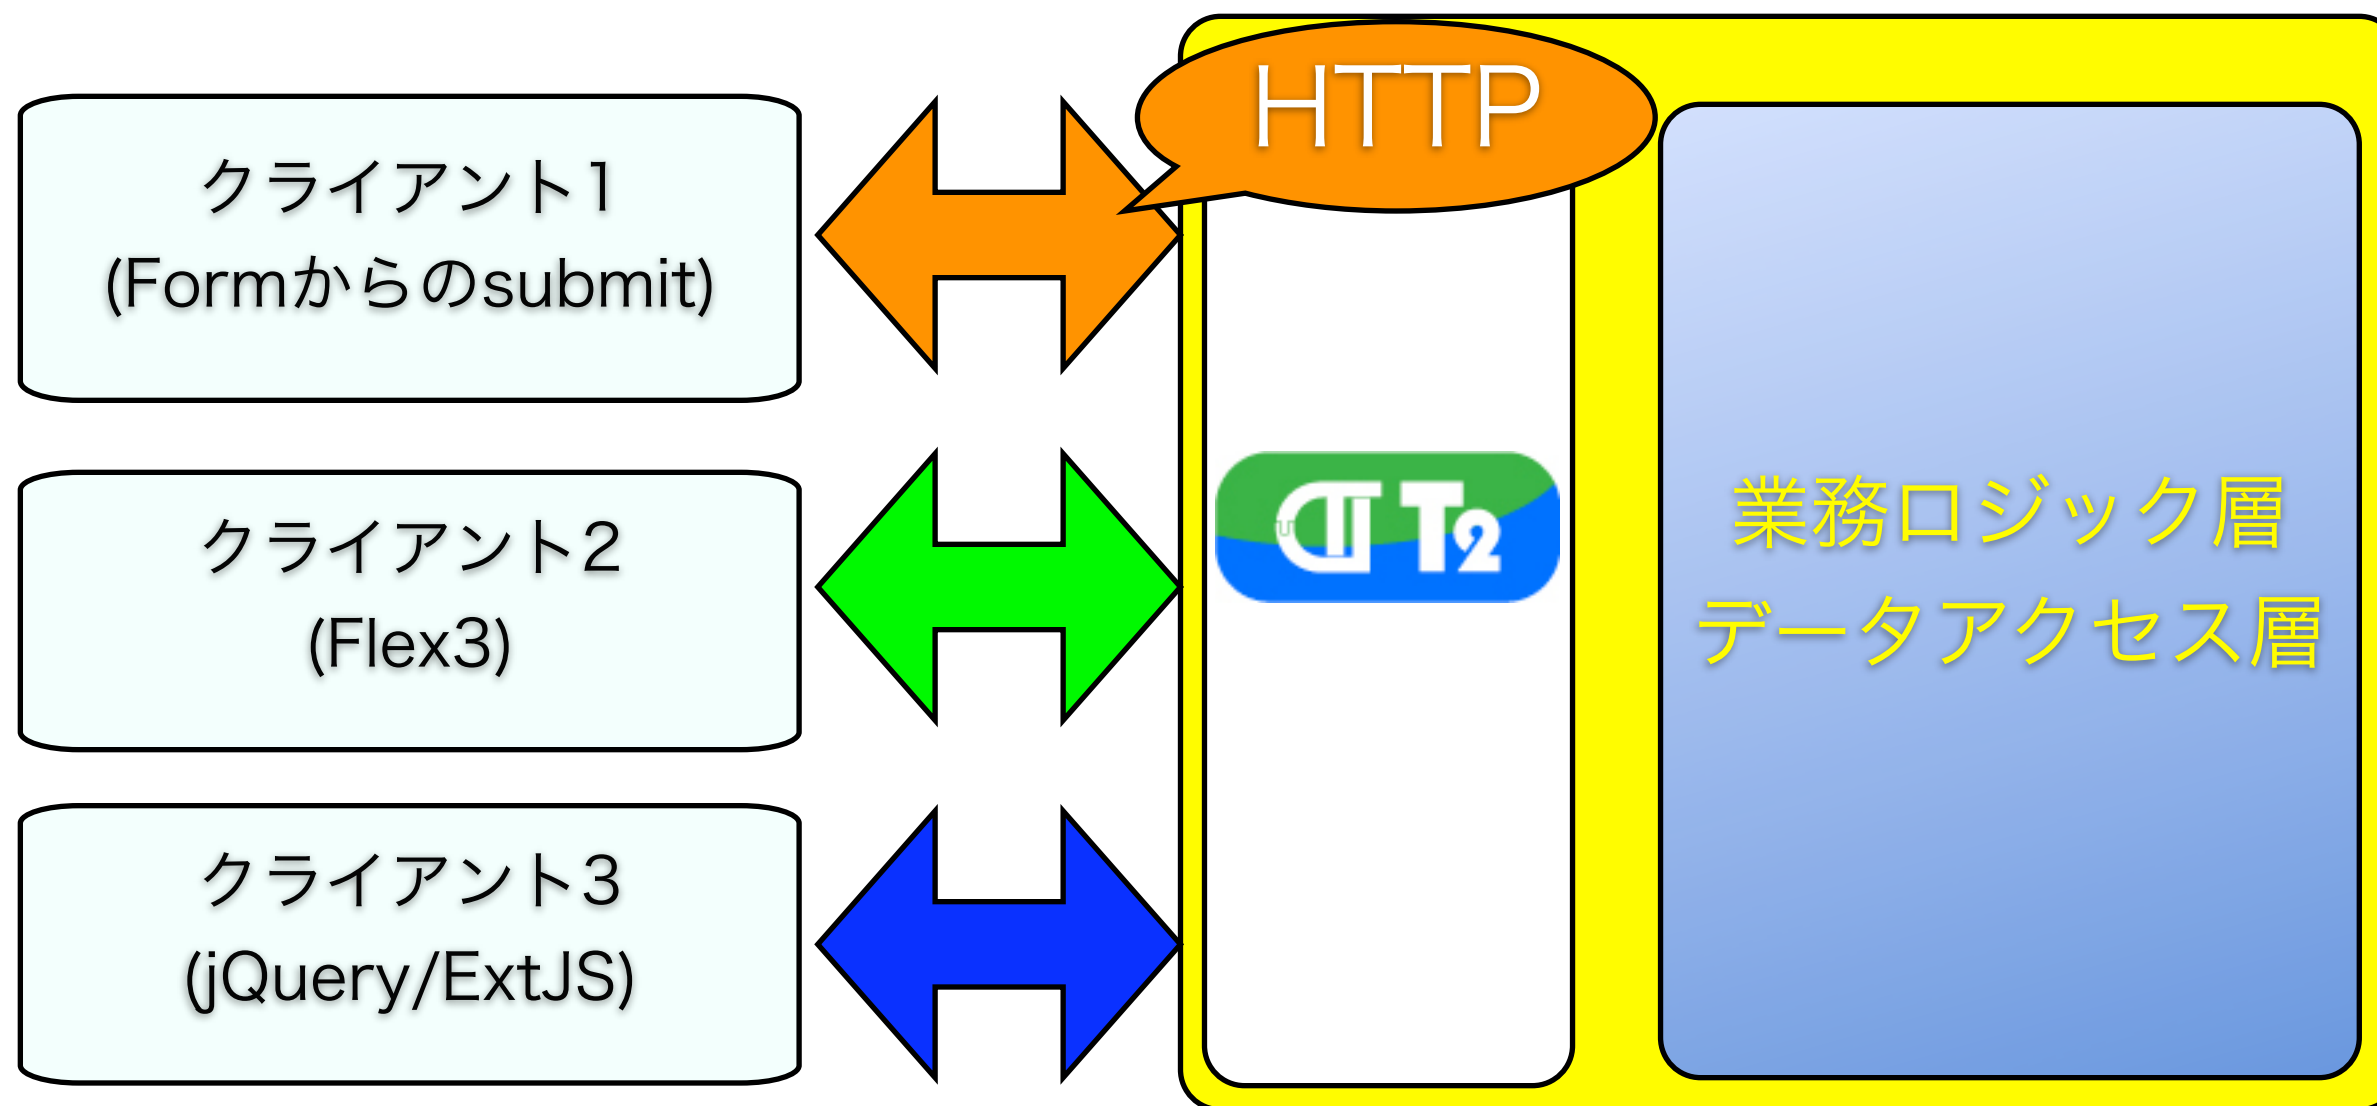 HTTP
クライアント1
(Formからのsubmit)
クライアント2
(Flex3)
クライアント3
(jQuery/ExtJS)
T2
業務ロジック層
データアクセス層